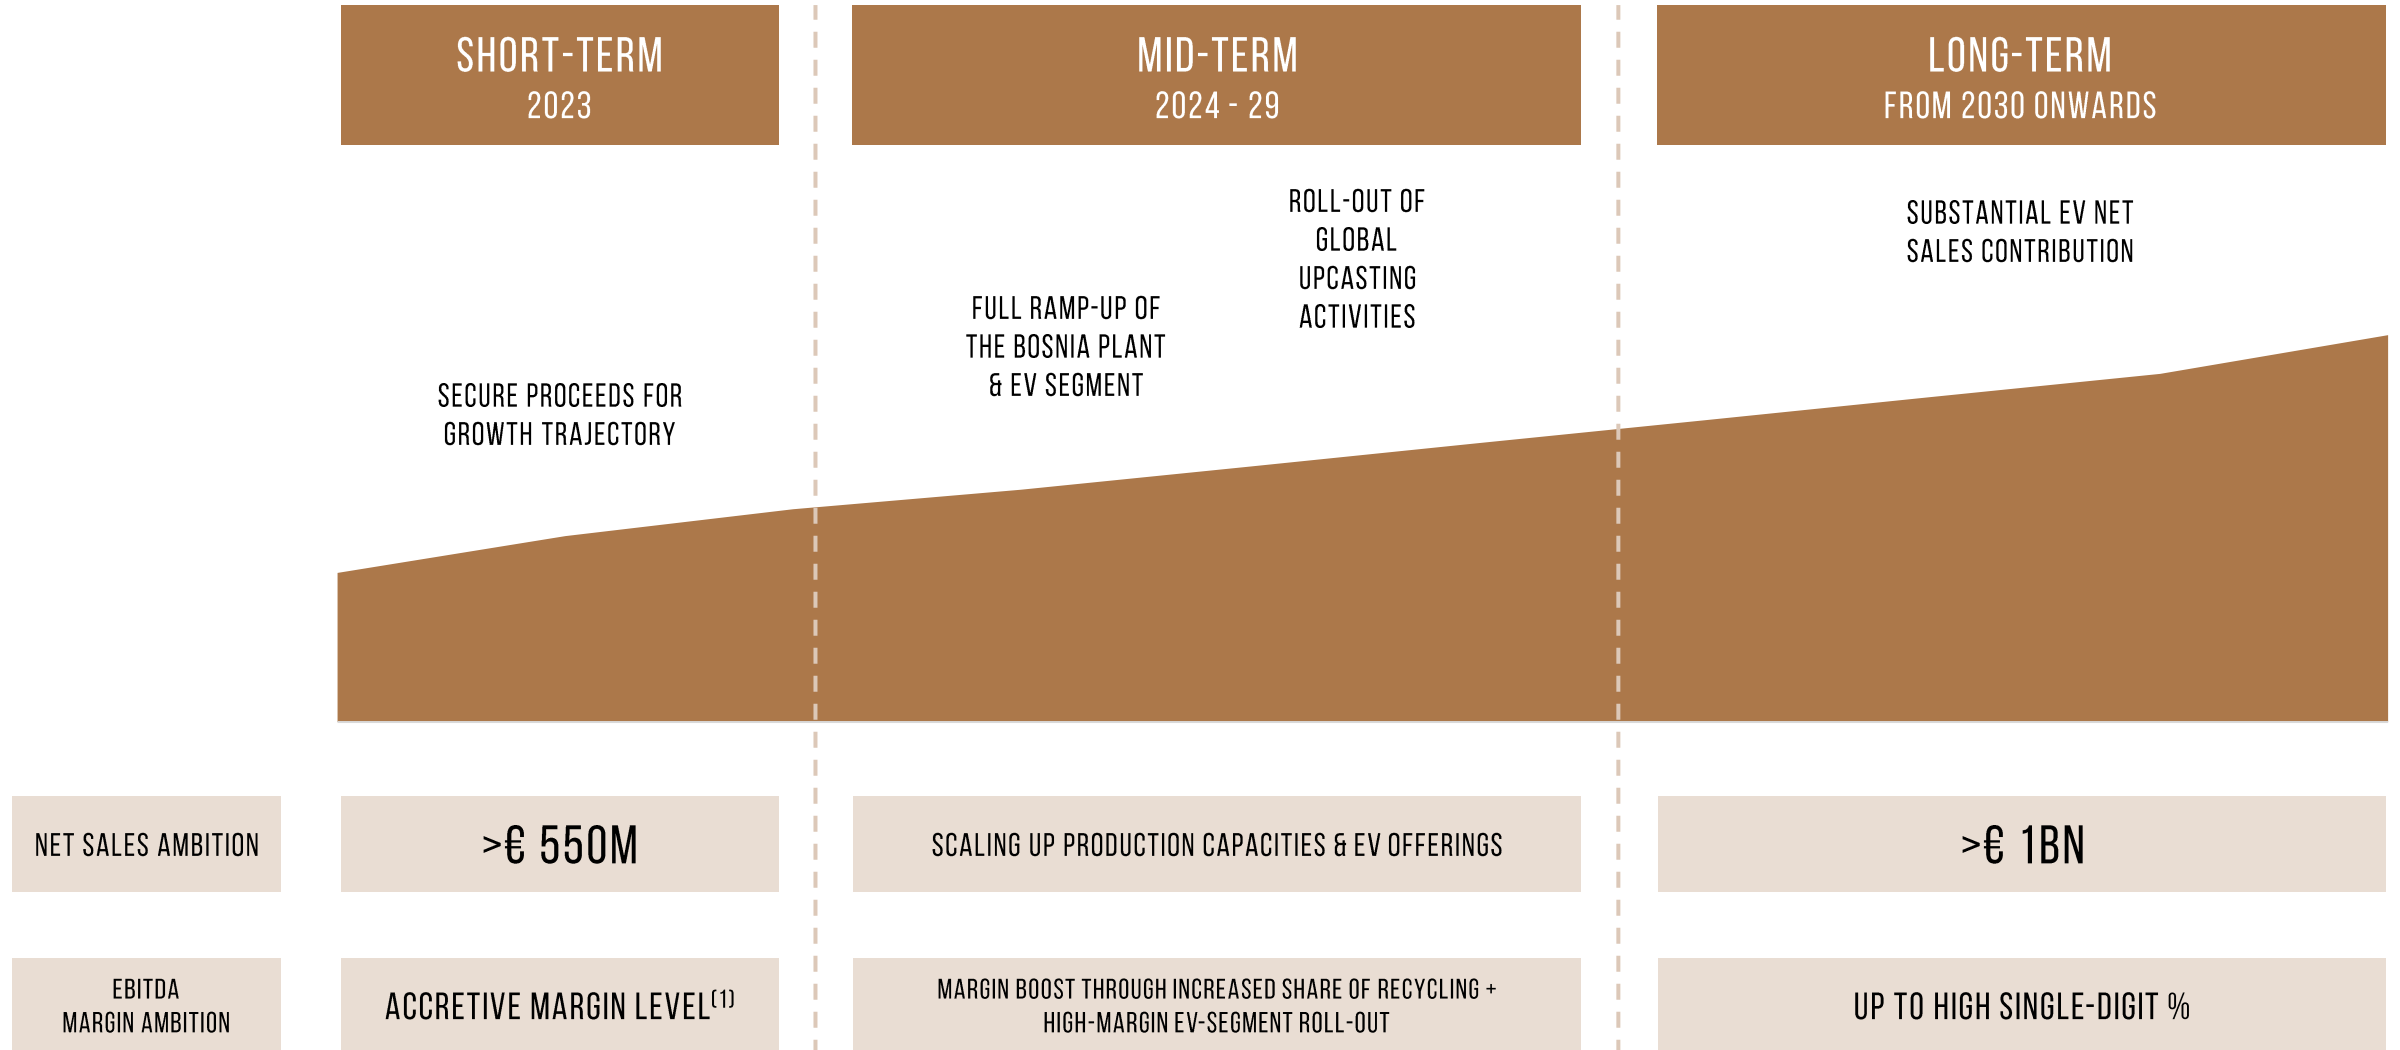 SHORT-TERM
2023
MID-TERM
2024 - 29
LONG-TERM
FROM 2030 ONWARDS
SECURE PROCEEDS FOR
GROWTH TRAJECTORY
FULL RAMP-UP OF
THE BOSNIA PLANT
& EV SEGMENT
ROLL-OUT OF
GLOBAL
UPCASTING
ACTIVITIES
SUBSTANTIAL EV NET
SALES CONTRIBUTION
NET SALES AMBITION
>€ 550M
SCALING UP PRODUCTION CAPACITIES & EV OFFERINGS
>€ 1BN
EBITDA
MARGIN AMBITION
ACCRETIVE MARGIN LEVEL(1)
MARGIN BOOST THROUGH INCREASED SHARE OF RECYCLING +
HIGH-MARGIN EV-SEGMENT ROLL-OUT
UP TO HIGH SINGLE-DIGIT %